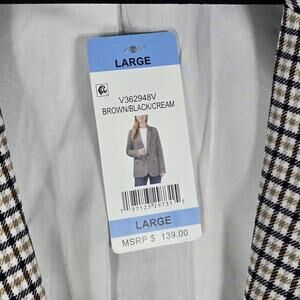 LARGE
V362948V
BROWN/BLACK/CREAM
LARGE
MSRP $ 139.00